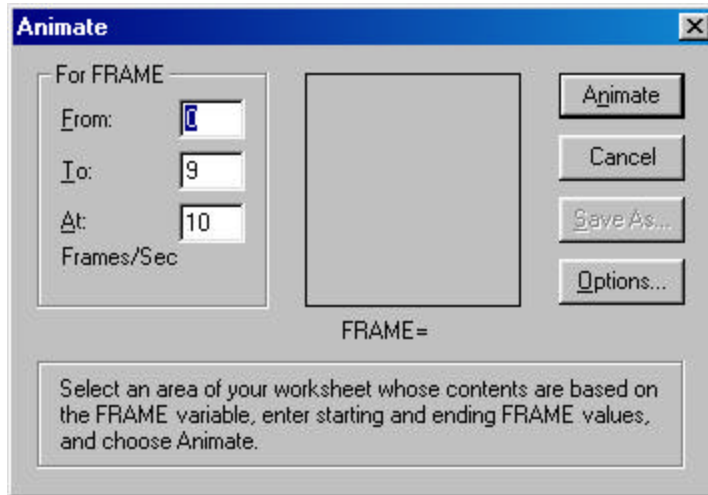 Animate
For FRAME
From: 0
To: 9
At: 10
Frames/Sec
Animate
Cancel
Save As...
Options...
FRAME=
Select an area of your worksheet whose contents are based on
the FRAME variable, enter starting and ending FRAME values,
and choose Animate.